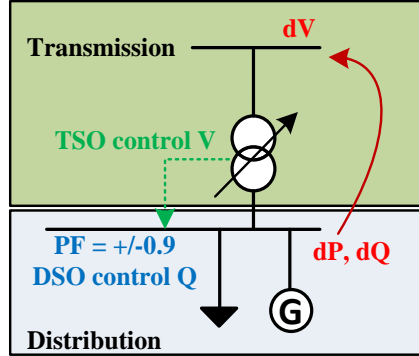 dV
Transmission
TSO control V
PF = +/-0.9
DSO control Q
dP, dQ
G
Distribution